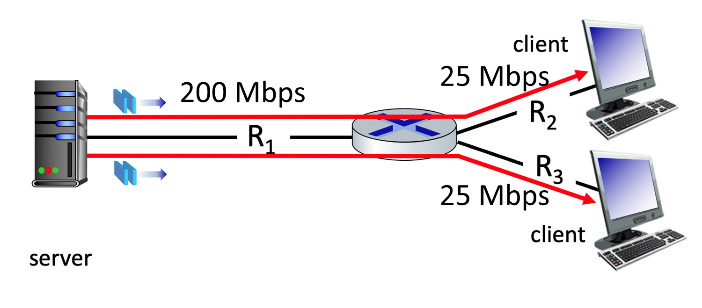 client
25 Mbps
200 Mbps
R2
R1
R3
25 Mbps
client
server